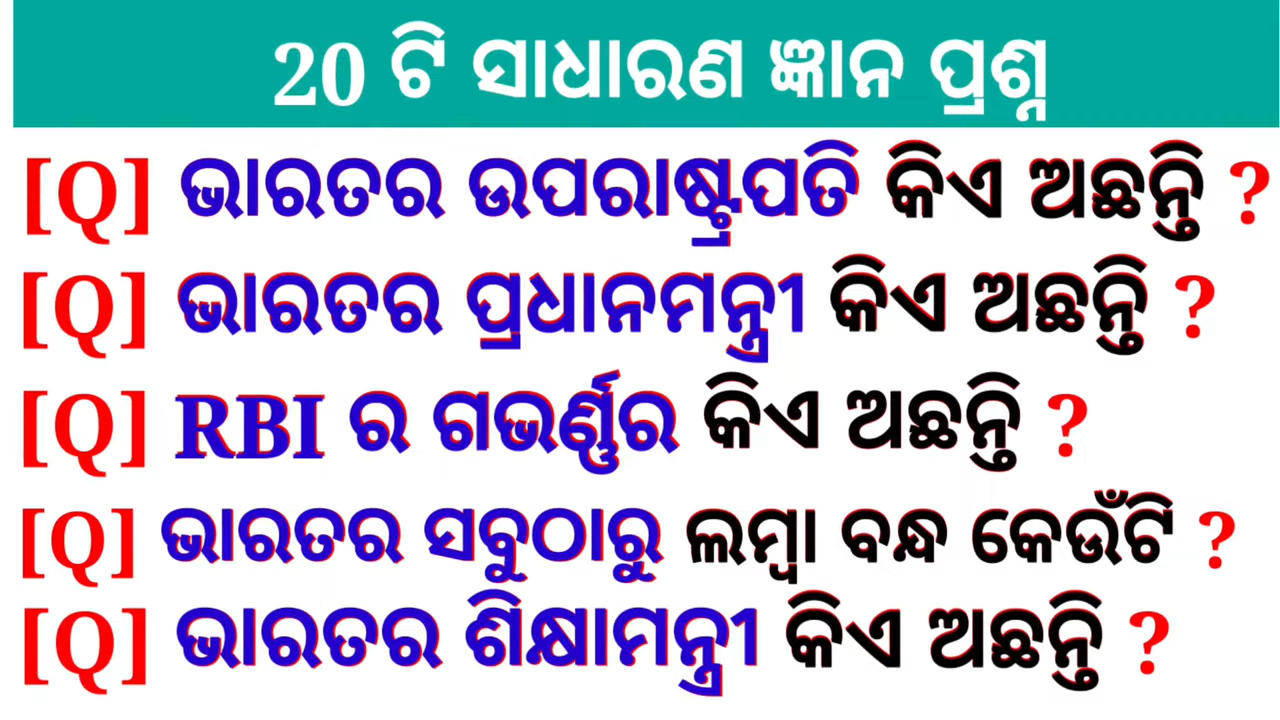 20 ଟି ସାଧାରଣ ଜ୍ଞାନ ପ୍ରଶ୍ନ
[Q] ଭାରତର ଉପରାଷ୍ଟ୍ରପତି କିଏ ଅଛନ୍ତି ?
[Q] ଭାରତର ପ୍ରଧାନମନ୍ତ୍ରୀ କିଏ ଅଛନ୍ତି ?
[Q] RBI ର ଗଭର୍ଣ୍ଣର କିଏ ଅଛନ୍ତି ?
[Q] ଭାରତର ସବୁଠାରୁ ଲମ୍ବା ବନ୍ଧ କେଉଁଟି ?
[Q] ଭାରତର ଶିକ୍ଷାମନ୍ତ୍ରୀ କିଏ ଅଛନ୍ତି ?